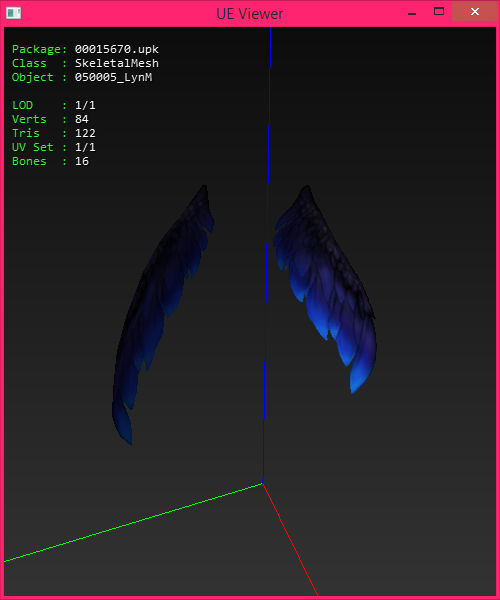 UE Viewer
Package: 00015670.upk
Class : SkeletalMesh
Object : 050005_LynM
LOD : 1/1
Verts : 84
Tris : 122
UV Set : 1/1
Bones : 16